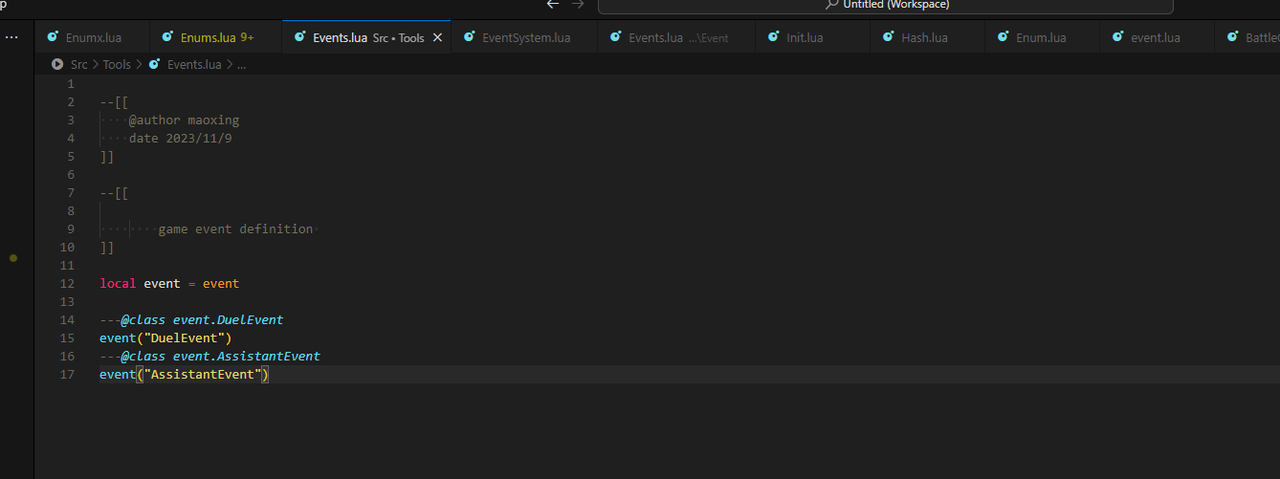 p
Untitled (Workspace)
...
Enumx.lua
Enums.lua 9+
Events.lua Src • Tools
EventSystem.lua
Events.lua ...\Event
Init.lua
Hash.lua
Enum.lua
event.lua
Src > Tools > Events.lua > ...
1
2 --[[
3 @author maoxing
4 date 2023/11/9
5 ]]
6
7 --[[
8
9 game event definition
10 ]]
11
12 local event = event
13
14 ---@class event.DuelEvent
15 event("DuelEvent")
16 ---@class event.AssistantEvent
17 event("AssistantEvent")